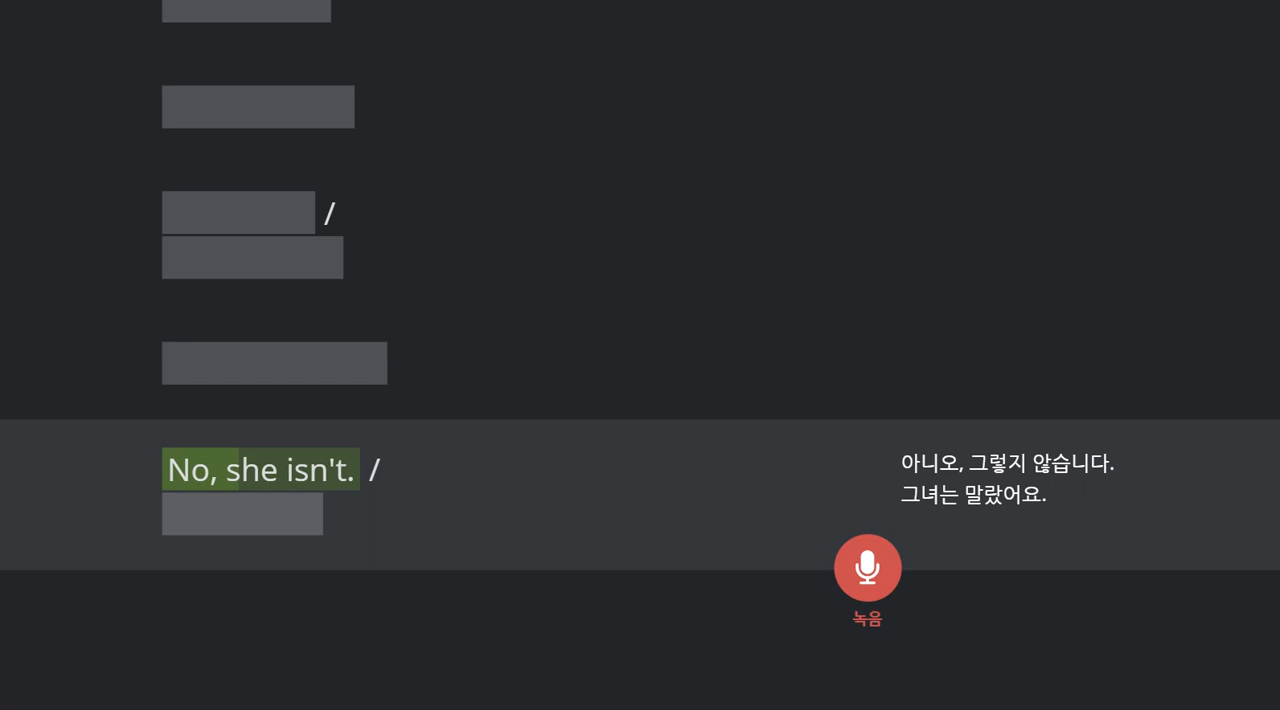 /
No, she isn't. /
아니오, 그렇지 않습니다.
그녀는 말랐어요.
녹음